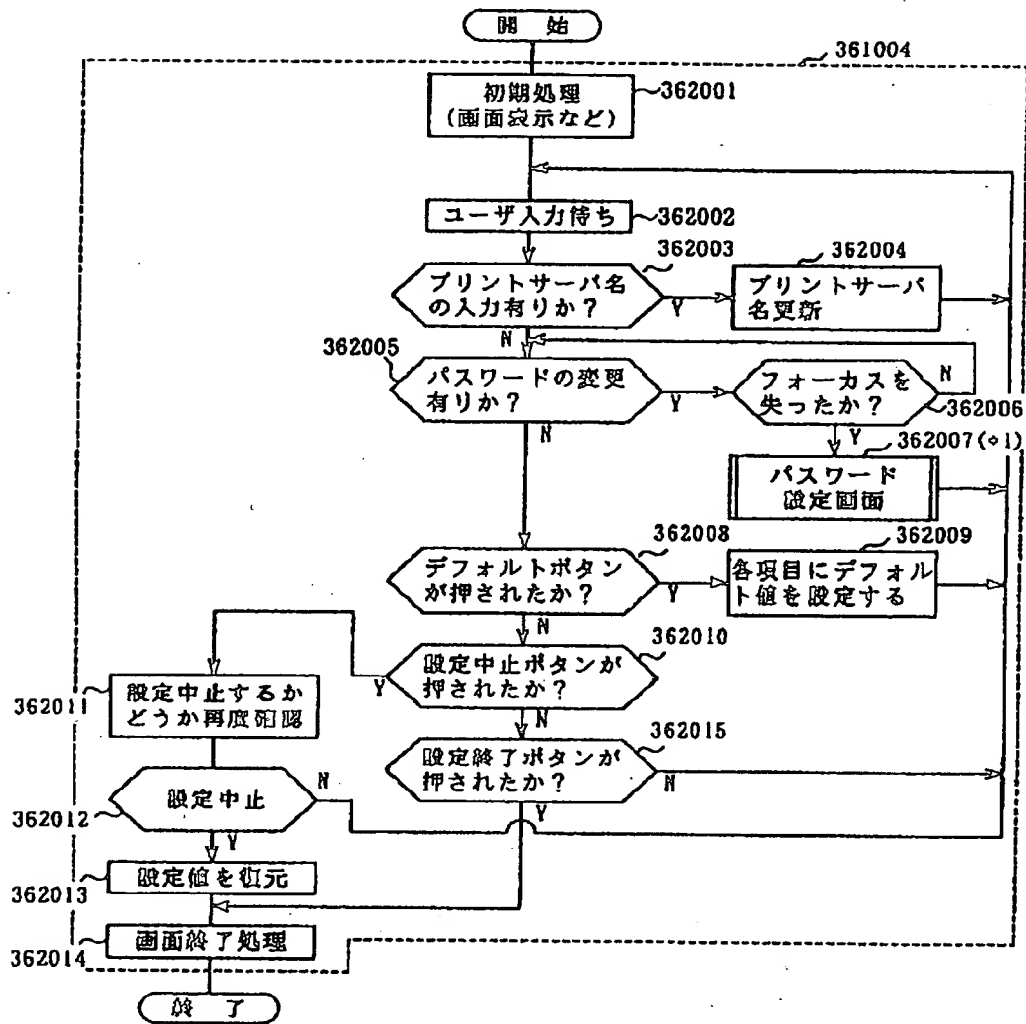 開 始
361004
初期処理
(画面表示など)
362001
ユーザ入力待ち
362002
362003
プリントサーバ名
の入力有りか?
Y
N
362004
プリントサーバ
名更新
362005
パスワードの変更
有りか?
Y
N
フォーカスを
失ったか?
N
362006
Y
362007(*1)
パスワード
設定画面
362008
デフォルトボタン
が押されたか?
Y
N
362009
各項目にデフォル
ト値を設定する
362010
設定中止ボタンが
押されたか?
Y
N
362011
設定中止するか
どうか再度確認
362015
設定終了ボタンが
押されたか?
N
Y
設定中止
N
362012
Y
設定値を復元
362013
画面終了処理
362014
終 了